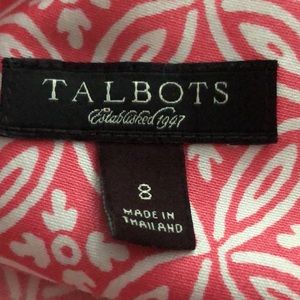 TALBOTS
Established 1947
8
MADE IN
THAILAND